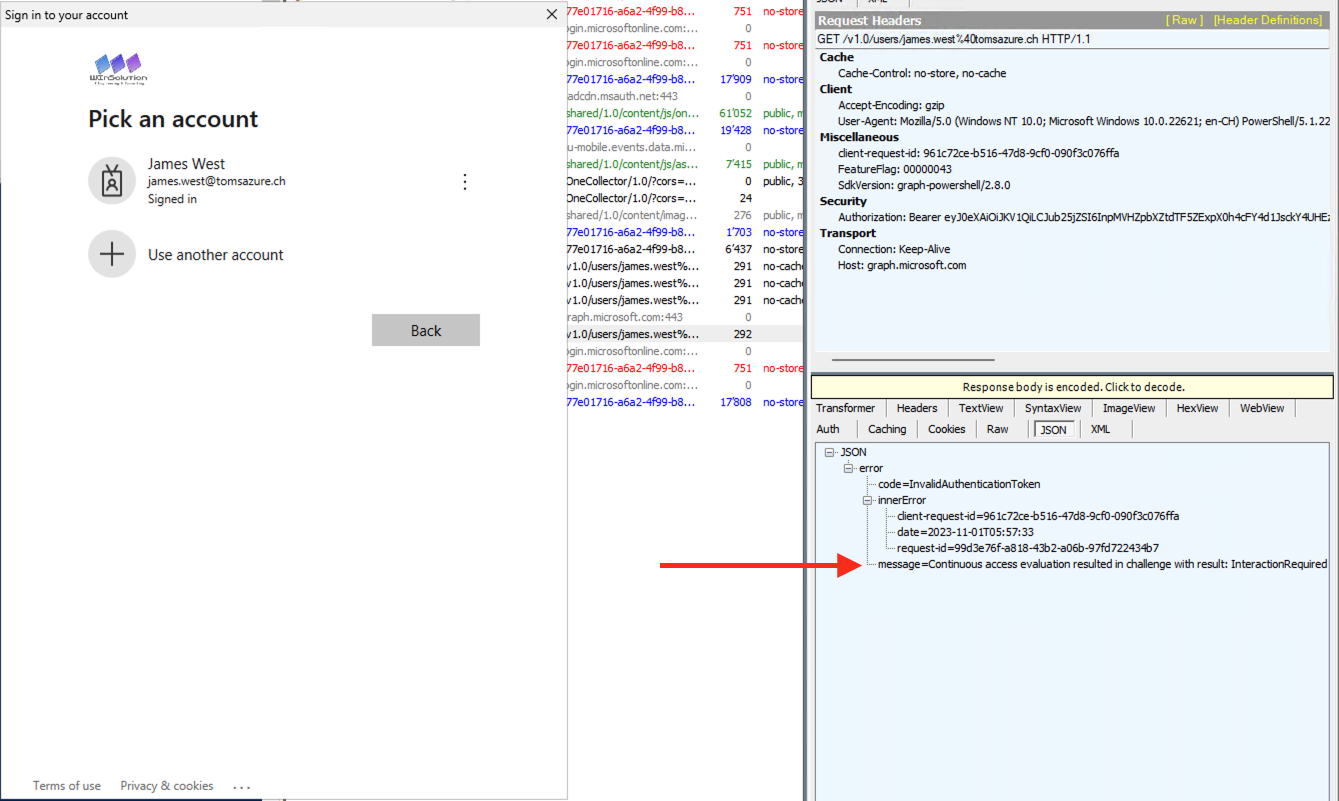 Sign in to your account
WInSolution
Pick an account
James West
james.west@tomsazure.ch
Signed in
Use another account
Back
Terms of use Privacy & cookies ...
77e01716-a6a2-4f99-b8... 751 no-store
ogin.microsoftonline.com:... 0
77e01716-a6a2-4f99-b8... 751 no-store
ogin.microsoftonline.com:... 0
77e01716-a6a2-4f99-b8... 17'909 no-store
adcdn.msauth.net:443 0
shared/1.0/content/js/on... 61'052 public, m
77e01716-a6a2-4f99-b8... 19'428 no-store
u-mobile.events.data.mi... 0
shared/1.0/content/js/as... 7'415 public, m
OneCollector/1.0/?cors=... 0 public, 3
OneCollector/1.0/?cors=... 24
shared/1.0/content/imag... 276 public, m
77e01716-a6a2-4f99-b8... 1'703 no-store
77e01716-a6a2-4f99-b8... 6'437 no-store
v1.0/users/james.west%... 291 no-cach
v1.0/users/james.west%... 291 no-cach
v1.0/users/james.west%... 291 no-cach
raph.microsoft.com:443 0
v1.0/users/james.west%... 292
ogin.microsoftonline.com:... 0
77e01716-a6a2-4f99-b8... 751 no-store
ogin.microsoftonline.com:... 0
77e01716-a6a2-4f99-b8... 17'808 no-store
JSON XML
Request Headers [ Raw ] [Header Definitions]
GET /v1.0/users/james.west%40tomsazure.ch HTTP/1.1
Cache
Cache-Control: no-store, no-cache
Client
Accept-Encoding: gzip
User-Agent: Mozilla/5.0 (Windows NT 10.0; Microsoft Windows 10.0.22621; en-CH) PowerShell/5.1.22
Miscellaneous
client-request-id: 961c72ce-b516-47d8-9cf0-090f3c076ffa
FeatureFlag: 00000043
SdkVersion: graph-powershell/2.8.0
Security
Authorization: Bearer eyJ0eXAiOiJKV1QiLCJub25jZSI6InpMVHZpbXZtdTF5ZExpX0h4cFY4d1JsckY4UHEz
Transport
Connection: Keep-Alive
Host: graph.microsoft.com
Response body is encoded. Click to decode.
Transformer Headers TextView SyntaxView ImageView HexView WebView
Auth Caching Cookies Raw JSON XML
JSON
error
code=InvalidAuthenticationToken
innerError
client-request-id=961c72ce-b516-47d8-9cf0-090f3c076ffa
date=2023-11-01T05:57:33
request-id=99d3e76f-a818-43b2-a06b-97fd722434b7
message=Continuous access evaluation resulted in challenge with result: InteractionRequired